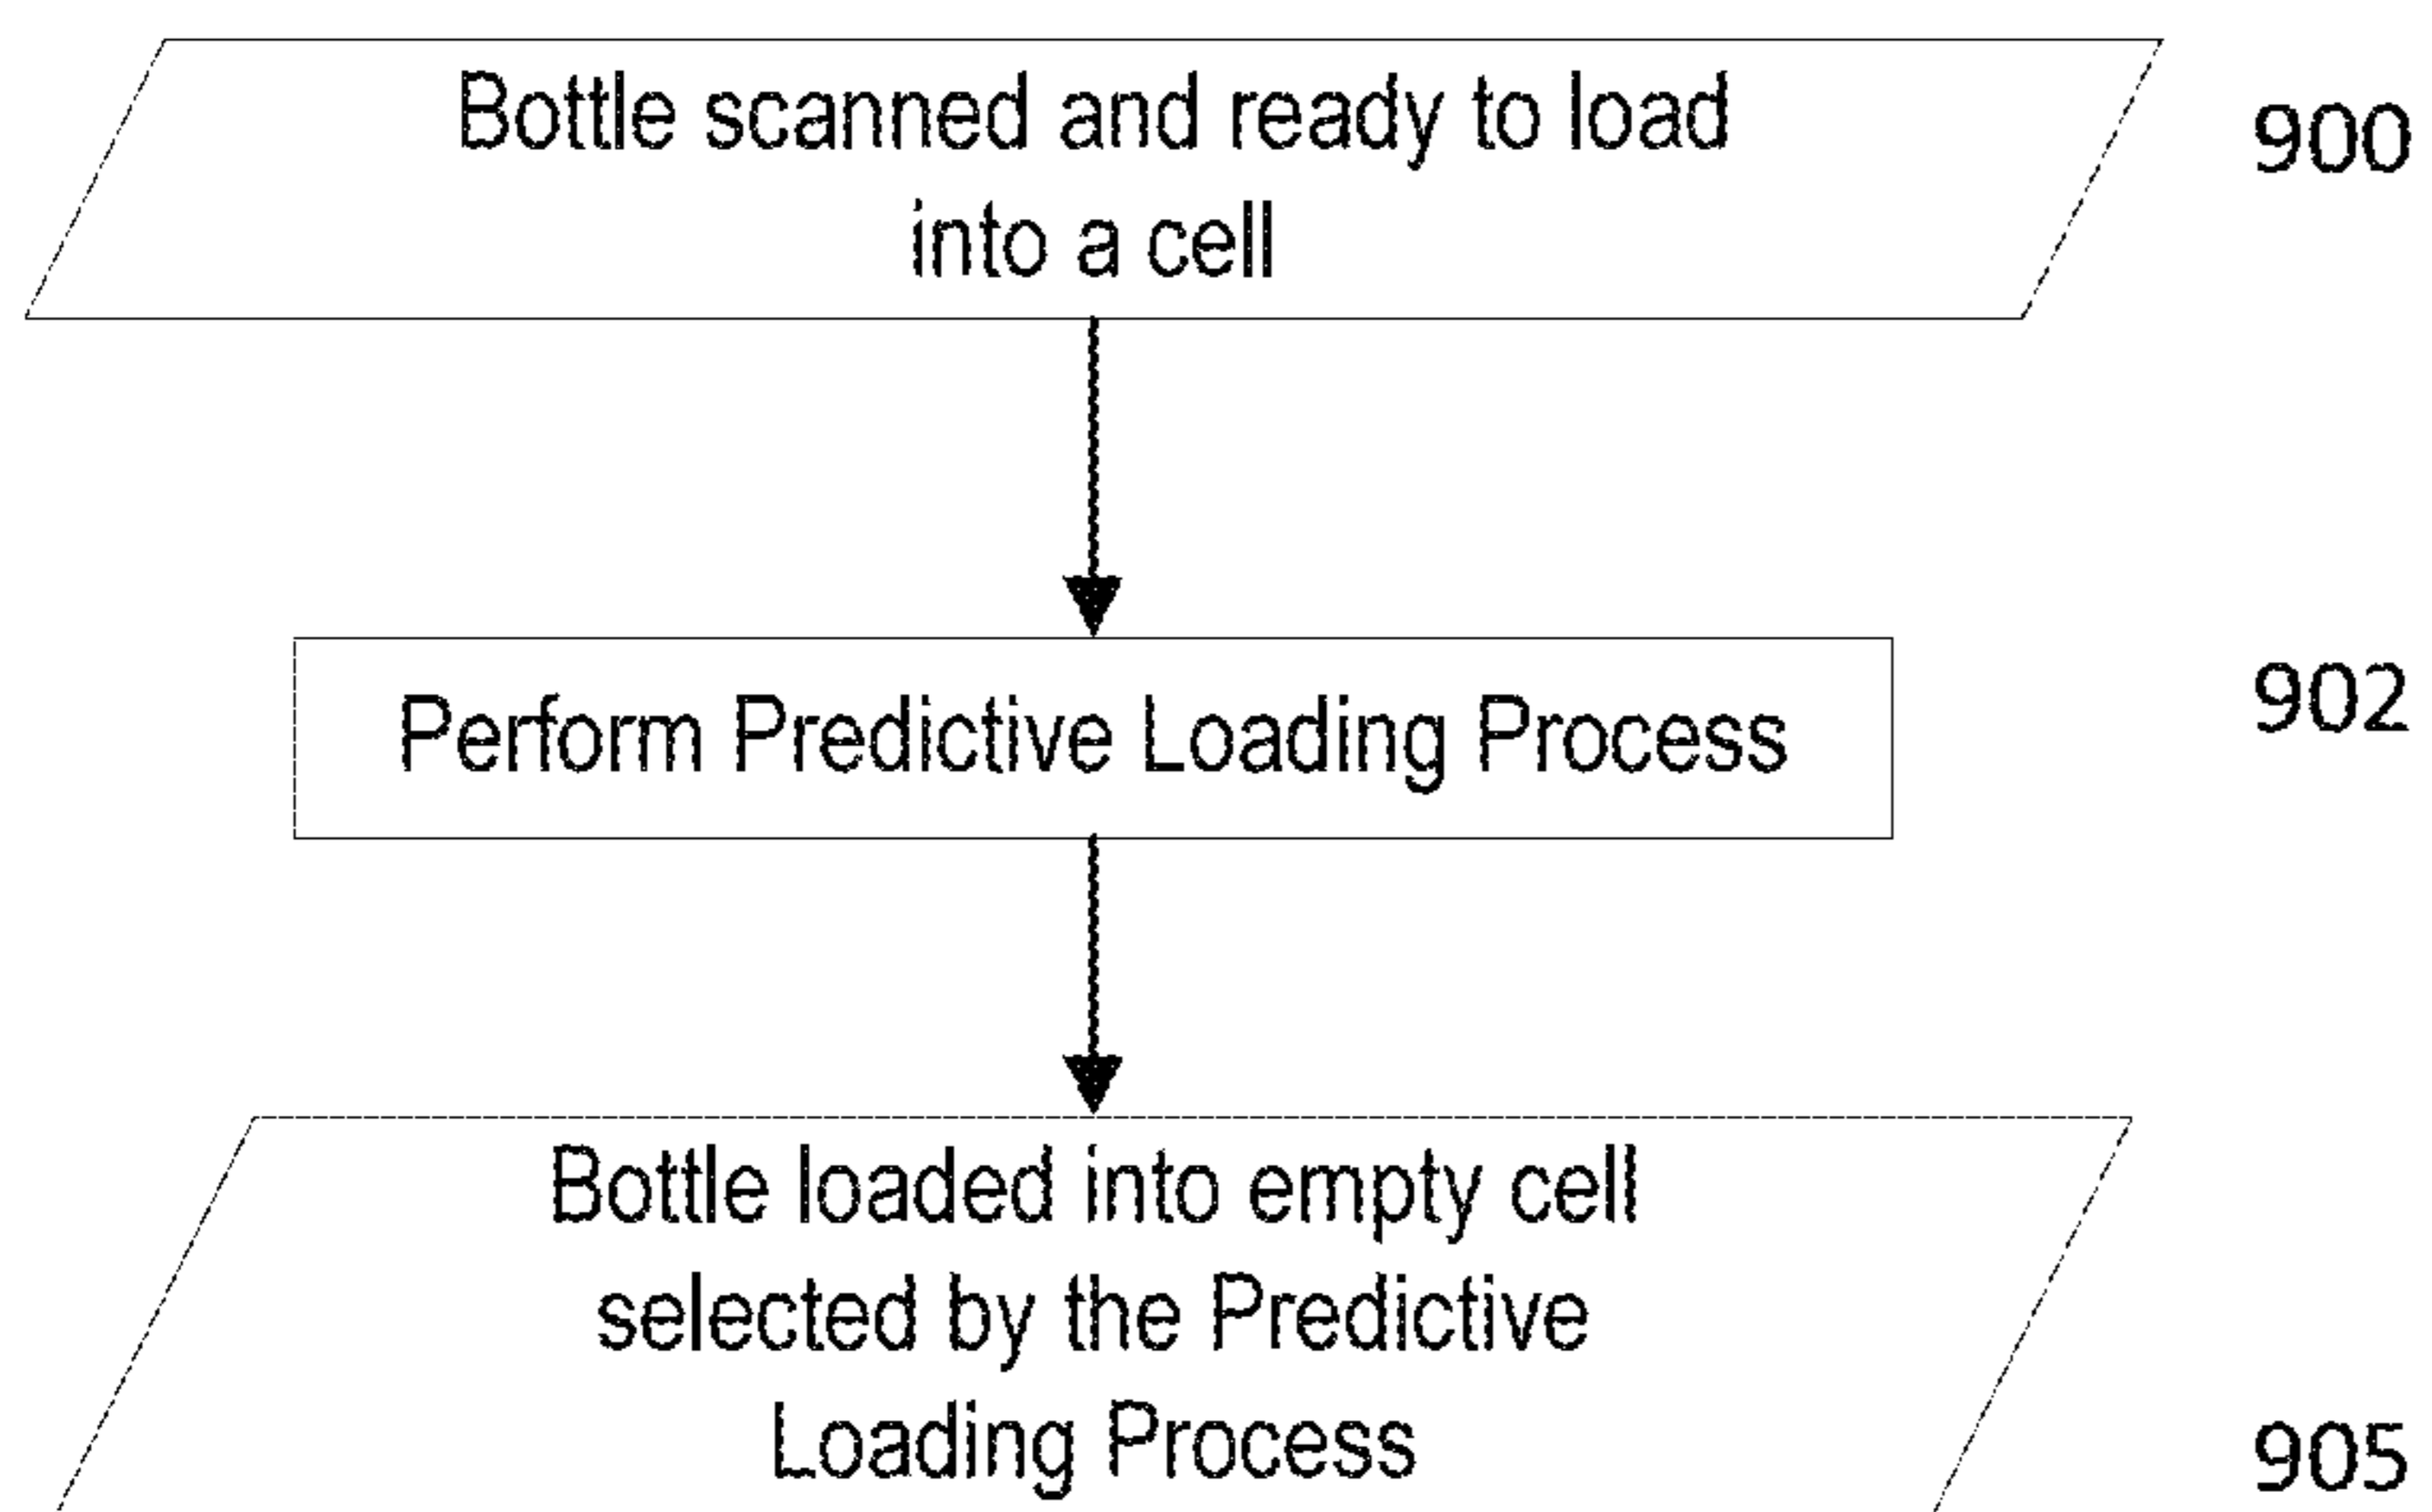 Bottle scanned and ready to load
into a cell
900
Perform Predictive Loading Process
902
Bottle loaded into empty cell
selected by the Predictive
Loading Process
905